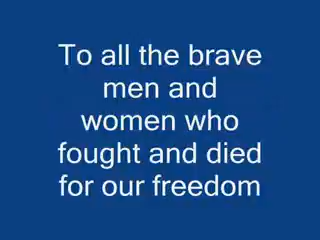 To all the brave
men and
women who
fought and died
for our freedom